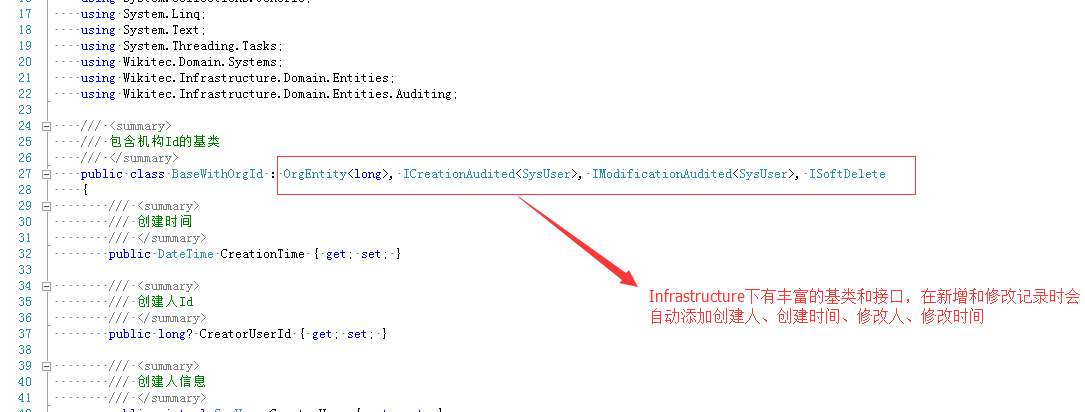 17 using System.Linq;
18 using System.Text;
19 using System.Threading.Tasks;
20 using Wikitec.Domain.Systems;
21 using Wikitec.Infrastructure.Domain.Entities;
22 using Wikitec.Infrastructure.Domain.Entities.Auditing;
23
24 /// <summary>
25 /// 包含机构Id的基类
26 /// </summary>
27 public class BaseWithOrgId : OrgEntity<long>, ICreationAudited<SysUser>, IModificationAudited<SysUser>, ISoftDelete
28 {
29 /// <summary>
30 /// 创建时间
31 /// </summary>
32 public DateTime CreationTime { get; set; }
33
34 /// <summary>
35 /// 创建人Id
36 /// </summary>
37 public long? CreatorUserId { get; set; }
38
39 /// <summary>
40 /// 创建人信息
41 /// </summary>
Infrastructure下有丰富的基类和接口，在新增和修改记录时会
自动添加创建人、创建时间、修改人、修改时间